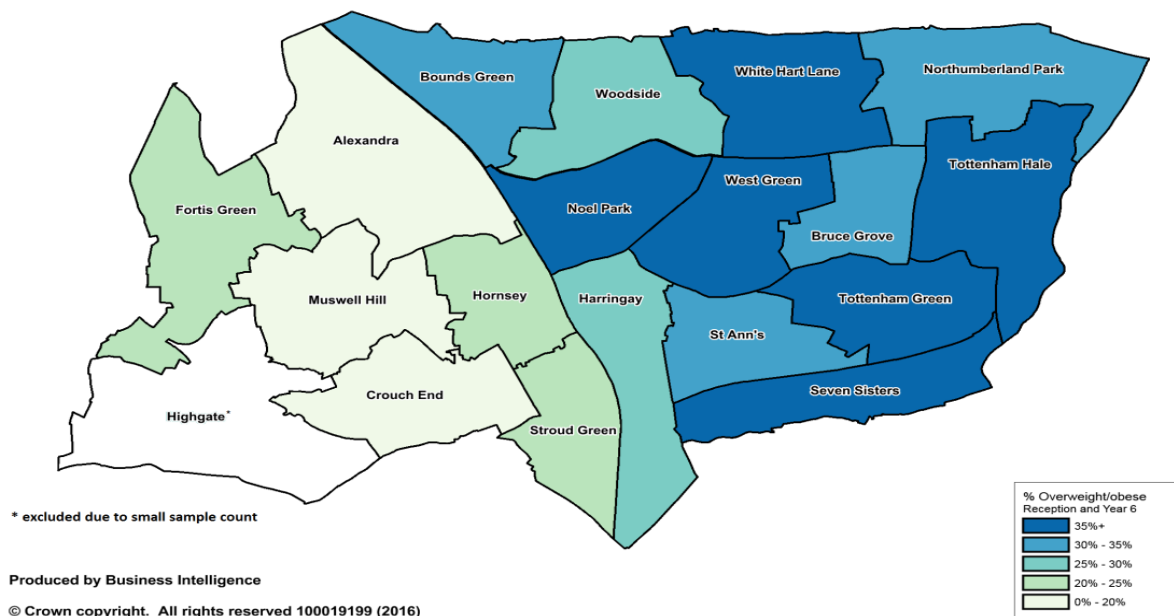 Bounds Green
Woodside
White Hart Lane
Northumberland Park
Alexandra
Tottenham Hale
West Green
Noel Park
Fortis Green
Bruce Grove
Muswell Hill
Hornsey
Harringay
Tottenham Green
St Ann's
Crouch End
Seven Sisters
Highgate*
Stroud Green
* excluded due to small sample count
% Overweight/obese
Reception and Year 6
35%+
30% - 35%
25% - 30%
20% - 25%
0% - 20%
Produced by Business Intelligence
© Crown copyright. All rights reserved 100019199 (2016)